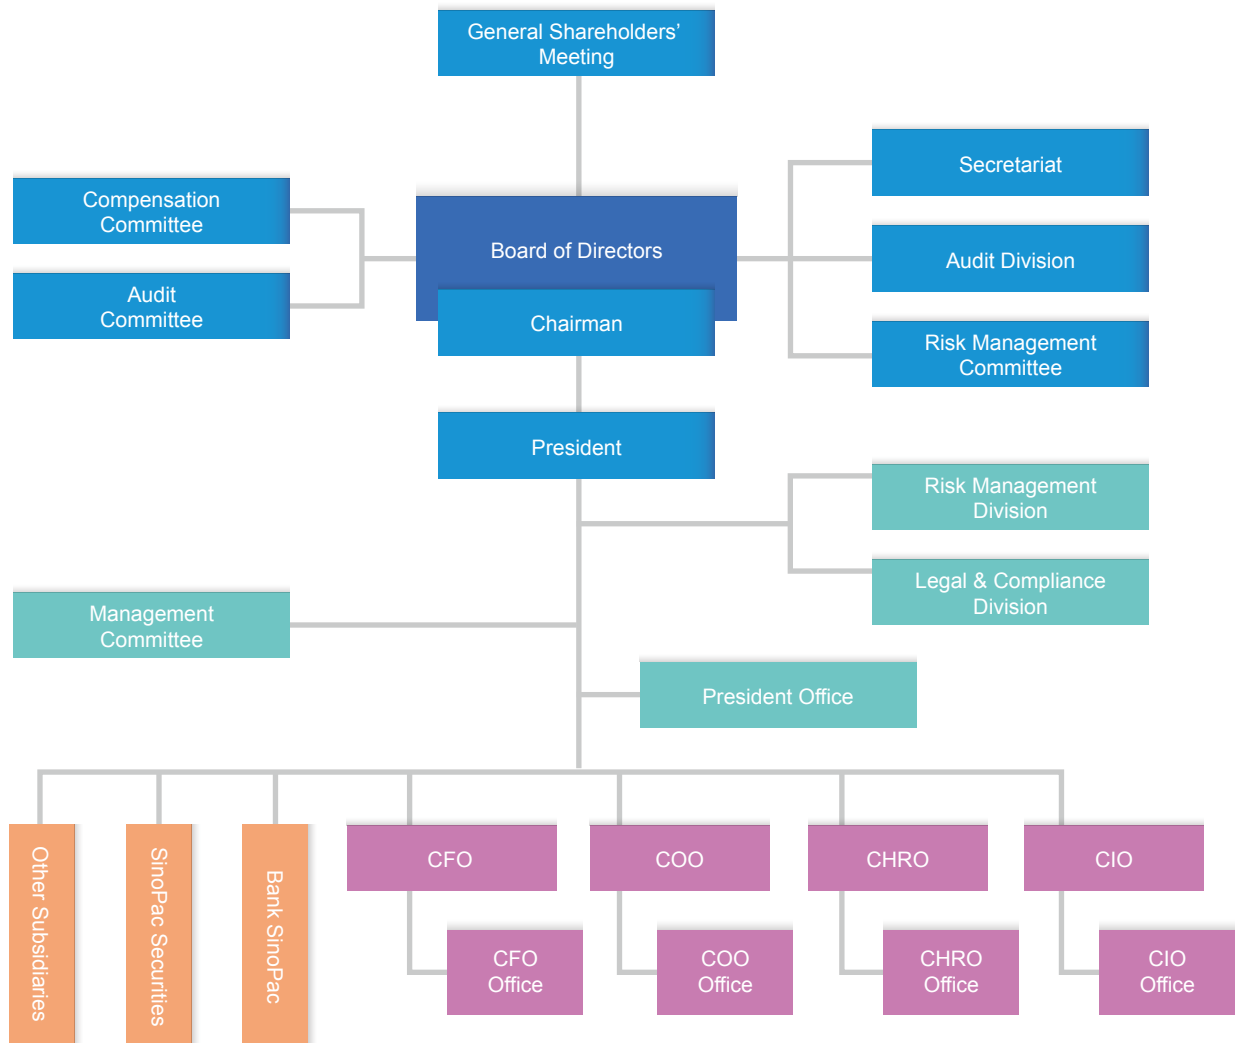 General Shareholders’
Meeting
Secretariat
Compensation
Committee
Board of Directors
Audit Division
Audit
Committee
Chairman
Risk Management
Committee
President
Risk Management
Division
Legal & Compliance
Division
Management
Committee
President Office
Other Subsidiaries
SinoPac Securities
Bank SinoPac
CFO
COO
CHRO
CIO
CFO
Office
COO
Office
CHRO
Office
CIO
Office